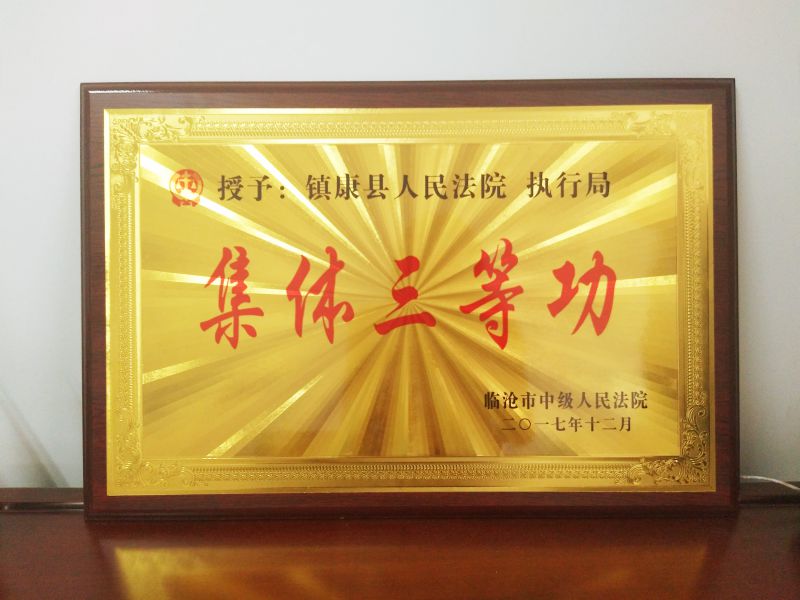 授予：镇康县人民法院 执行局
集体三等功
临沧市中级人民法院
二〇一七年十二月